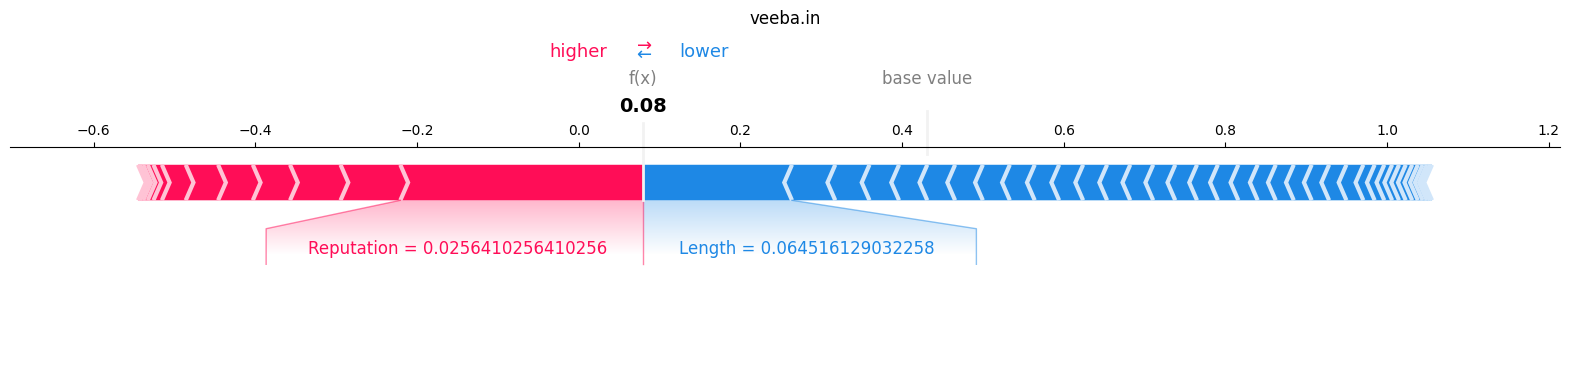 veeba.in
higher → ← lower
f(x) base value
0.08
−0.6 −0.4 −0.2 0.0 0.2 0.4 0.6 0.8 1.0 1.2
Reputation = 0.0256410256410256 Length = 0.064516129032258